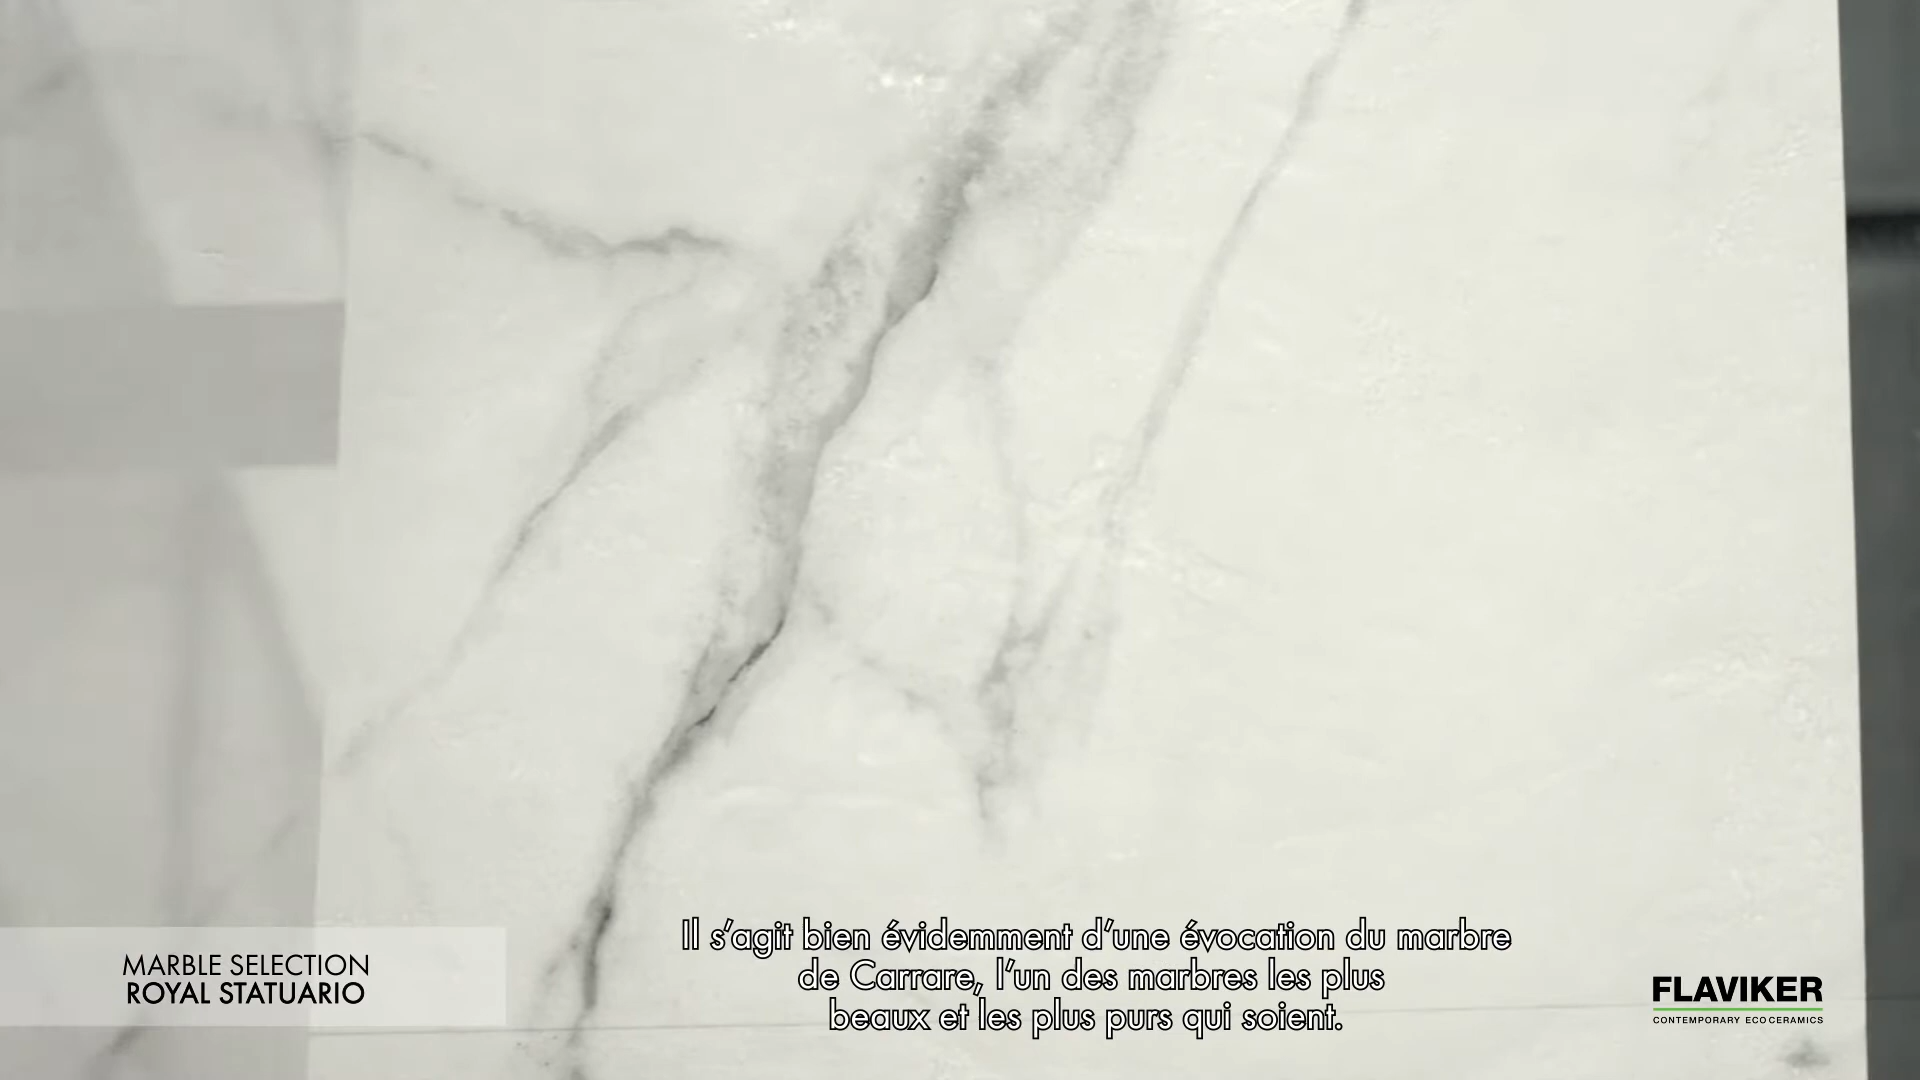 Il s'agit bien évidemment d'une évocation du marbre
de Carrare, l'un des marbres les plus
beaux et les plus purs qui soient.
MARBLE SELECTION
ROYAL STATUARIO
FLAVIKER
CONTEMPORARY ECOCERAMICS